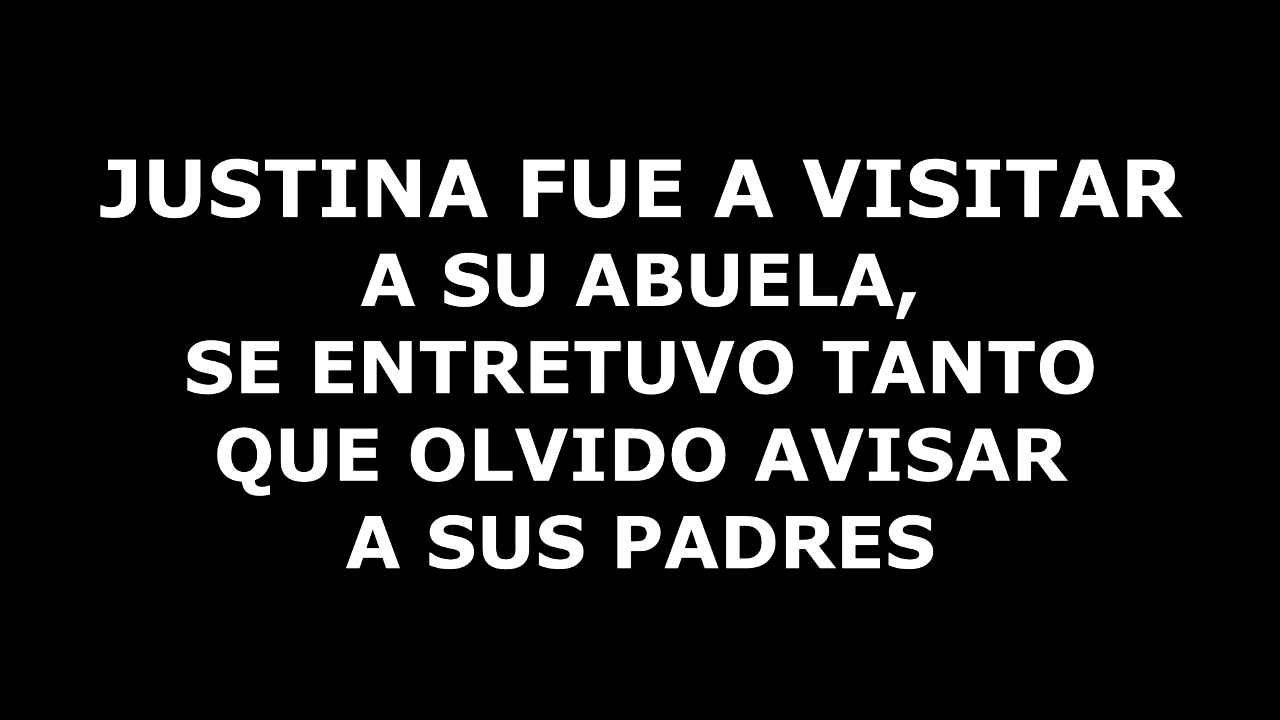 JUSTINA FUE A VISITAR
A SU ABUELA,
SE ENTRETUVO TANTO
QUE OLVIDO AVISAR
A SUS PADRES